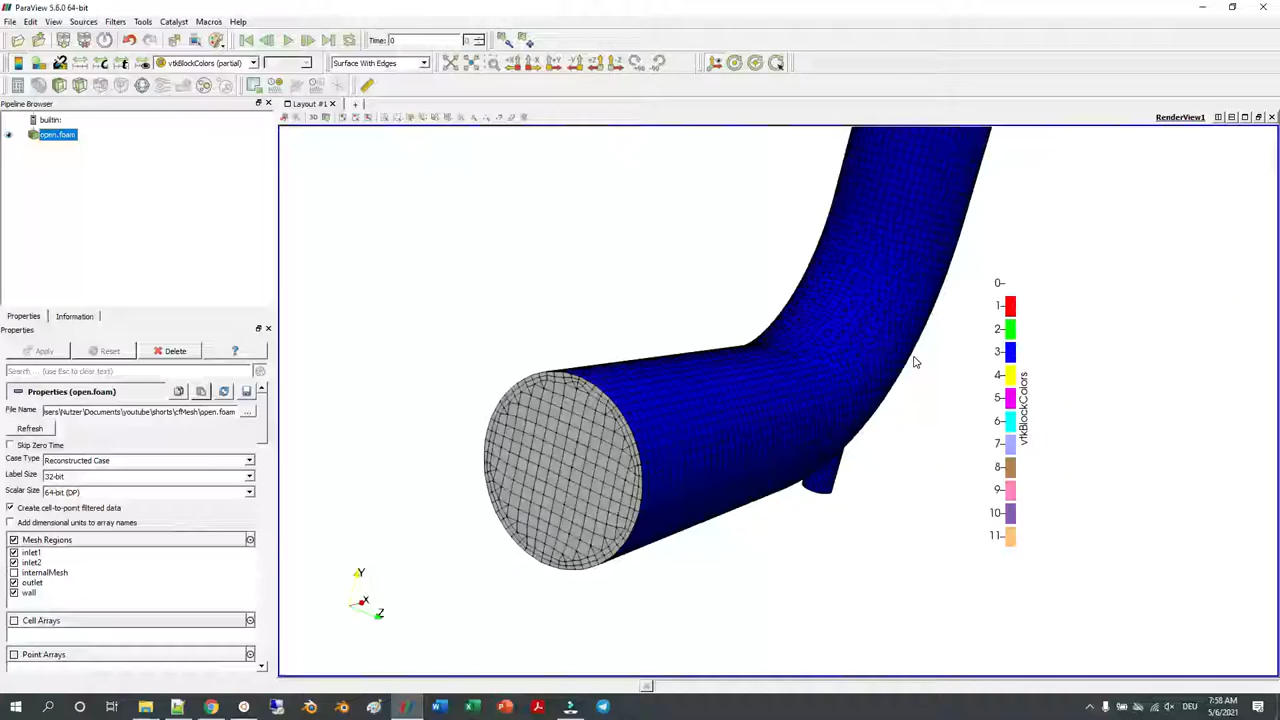 ParaView 5.6.0 64-bit
File Edit View Sources Filters Tools Catalyst Macros Help
Time: 0
vtkBlockColors (partial)
Surface With Edges
Pipeline Browser
Layout #1
builtin:
3D
RenderView1
open.foam
0
1
2
3
4
5
6
7
8
9
10
11
vtkBlockColors
Properties Information
Properties
Apply Reset Delete ?
Search ... (use Esc to clear text)
Properties (open.foam)
File Name sers\Nutzer\Documents\youtube\shorts\cfMesh\open.foam ...
Refresh
Skip Zero Time
Case Type Reconstructed Case
Label Size 32-bit
Scalar Size 64-bit (DP)
Create cell-to-point filtered data
Add dimensional units to array names
Mesh Regions
inlet1
inlet2
internalMesh
outlet
wall
Cell Arrays
Point Arrays
Y
X
Z
DEU
7:58 AM
5/6/2021